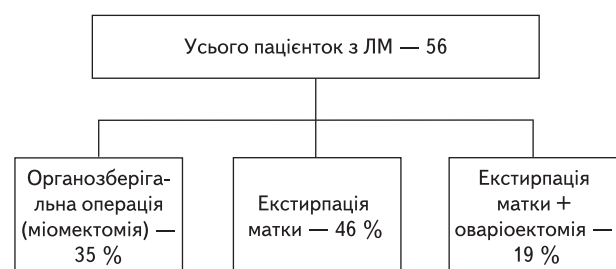 Усього пацієнток з ЛМ — 56
Органозберіга-
льна операція
(міомектомія) —
35 %
Екстирпація
матки — 46 %
Екстирпація
матки +
оваріоектомія —
19 %